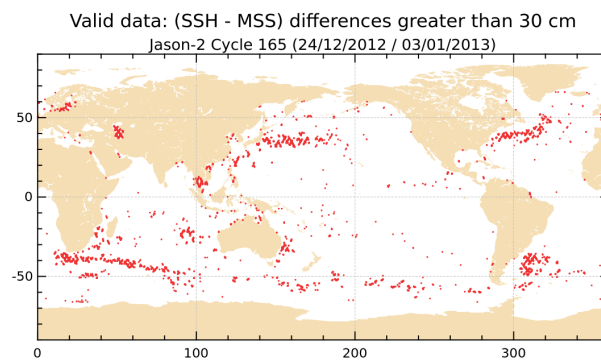 Valid data: (SSH - MSS) differences greater than 30 cm
Jason-2 Cycle 165 (24/12/2012 / 03/01/2013)
50
0
-50
0 100 200 300